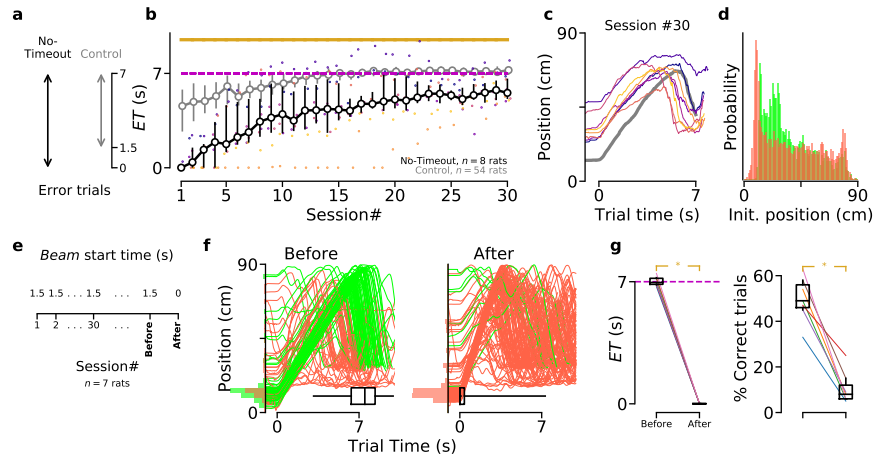 a
No-
Timeout
Control
7
1.5
0
Error trials
b
ET (s)
7
0
No-Timeout, n = 8 rats
Control, n = 54 rats
1 5 10 15 20 25 30
Session#
c
Session #30
Position (cm)
90
0
0 7
Trial time (s)
d
Probability
0 90
Init. position (cm)
e
Beam start time (s)
1.5 1.5 . . . 1.5 . . . 1.5 0
1 2 . . . 30 . . . Before After
Session#
n = 7 rats
f
Before After
Position (cm)
90
0
0 7 0 7
Trial Time (s)
g
*
ET (s)
7
0
Before After
*
% Correct trials
60
40
20
0